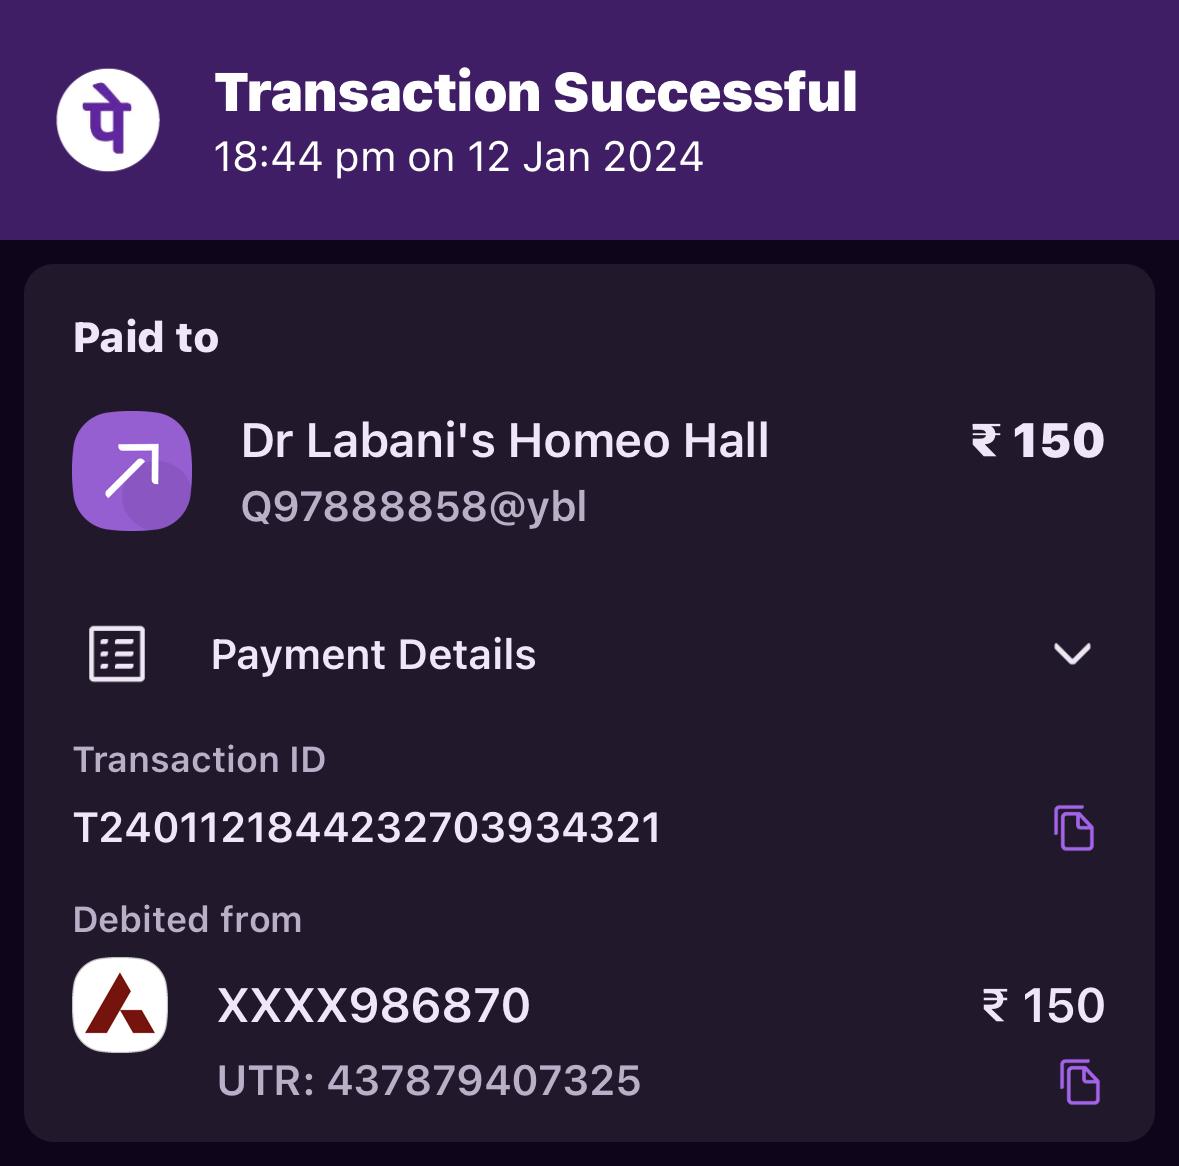 पे
Transaction Successful
18:44 pm on 12 Jan 2024
Paid to
Dr Labani's Homeo Hall ₹ 150
Q97888858@ybl
Payment Details
Transaction ID
T2401121844232703934321
Debited from
XXXX986870 ₹ 150
UTR: 437879407325